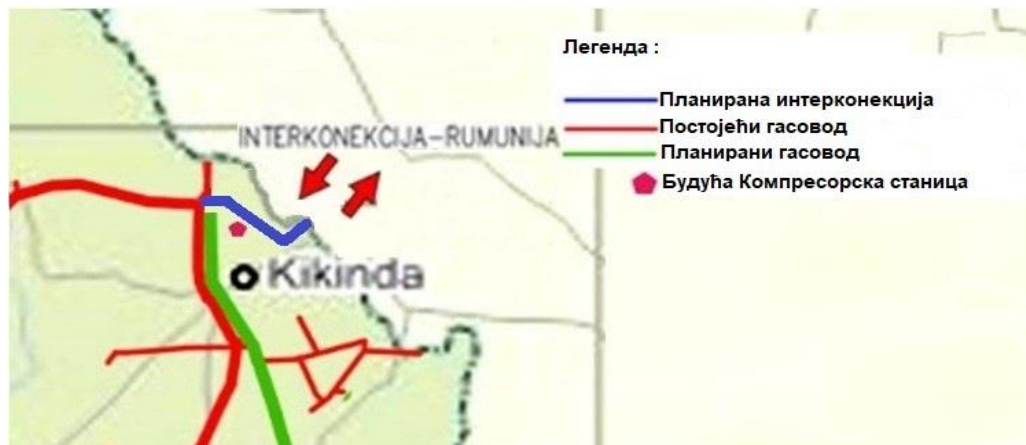 Легенда :
Планирана интерконекција
INTERKONEKCIJA-RUMUNIJA
Постојећи гасовод
Планирани гасовод
Будућа Компресорска станица
Kikinda